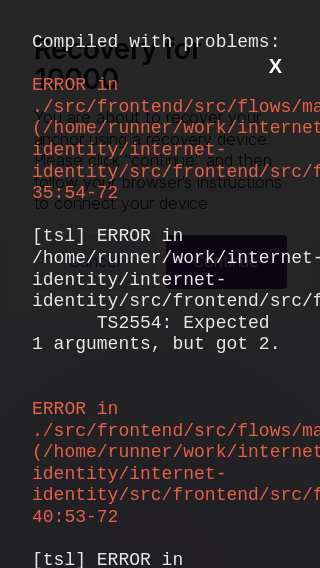 Compiled with problems:
X
Recovery for
10000
ERROR in
./src/frontend/src/flows/ma
(/home/runner/work/internet
identity/internet-
identity/src/frontend/src/f
35:54-72
You are about to recover your
anchor using a recovery device.
Please click "continue" and then
follow your browser's instructions
to connect your device.
[tsl] ERROR in
/home/runner/work/internet-
identity/internet-
identity/src/frontend/src/f
TS2554: Expected
1 arguments, but got 2.
Cancel
ERROR in
./src/frontend/src/flows/ma
(/home/runner/work/internet
identity/internet-
identity/src/frontend/src/f
40:53-72
[tsl] ERROR in